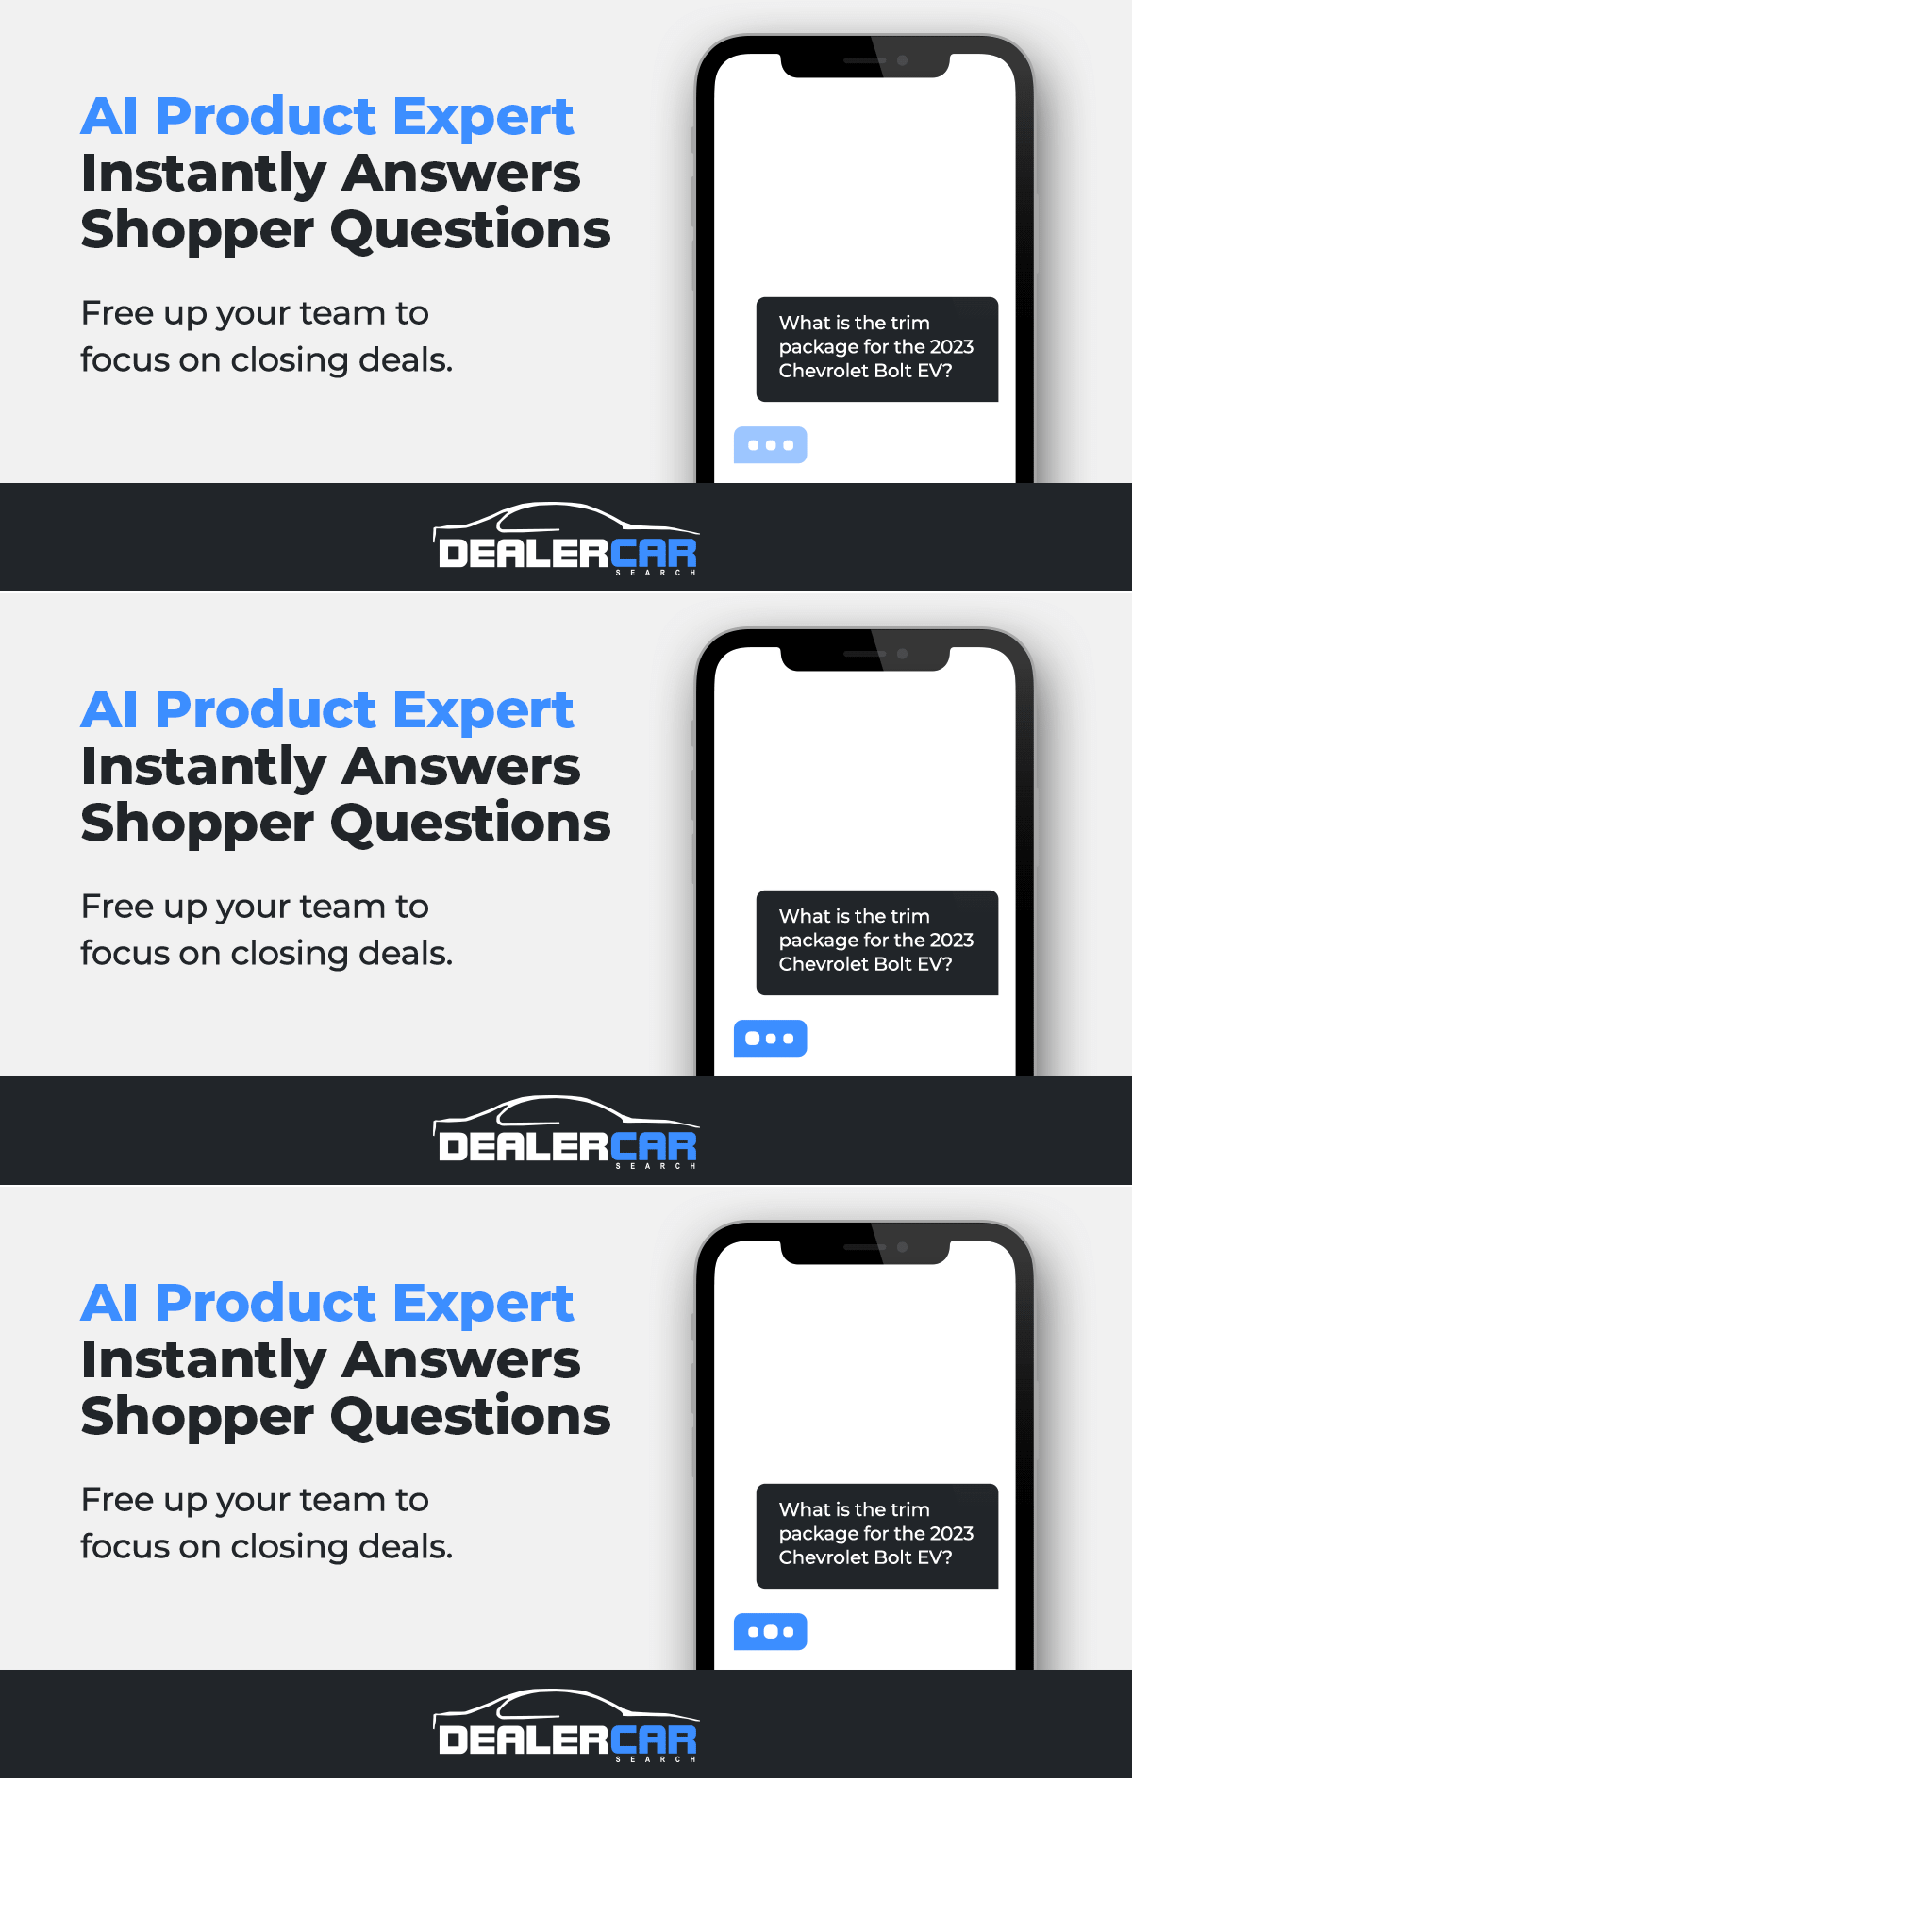 AI Product Expert
Instantly Answers
Shopper Questions
Free up your team to
focus on closing deals.
What is the trim
package for the 2023
Chevrolet Bolt EV?
DEALERCAR
SEARCH
AI Product Expert
Instantly Answers
Shopper Questions
Free up your team to
focus on closing deals.
What is the trim
package for the 2023
Chevrolet Bolt EV?
DEALERCAR
SEARCH
AI Product Expert
Instantly Answers
Shopper Questions
Free up your team to
focus on closing deals.
What is the trim
package for the 2023
Chevrolet Bolt EV?
DEALERCAR
SEARCH